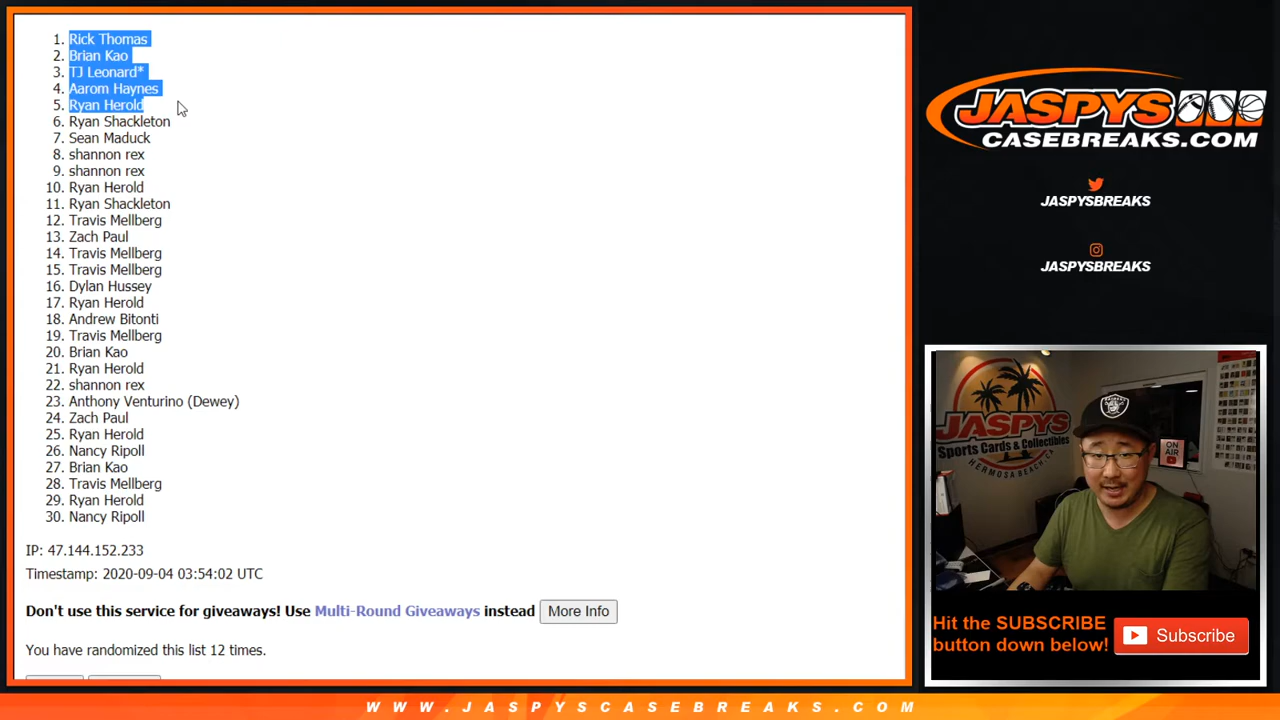 1. Rick Thomas
2. Brian Kao
3. TJ Leonard*
4. Aarom Haynes
5. Ryan Herold
6. Ryan Shackleton
7. Sean Maduck
8. shannon rex
9. shannon rex
10. Ryan Herold
11. Ryan Shackleton
12. Travis Mellberg
13. Zach Paul
14. Travis Mellberg
15. Travis Mellberg
16. Dylan Hussey
17. Ryan Herold
18. Andrew Bitonti
19. Travis Mellberg
20. Brian Kao
21. Ryan Herold
22. shannon rex
23. Anthony Venturino (Dewey)
24. Zach Paul
25. Ryan Herold
26. Nancy Ripoll
27. Brian Kao
28. Travis Mellberg
29. Ryan Herold
30. Nancy Ripoll
IP: 47.144.152.233
Timestamp: 2020-09-04 03:54:02 UTC
Don't use this service for giveaways! Use Multi-Round Giveaways instead More Info
You have randomized this list 12 times.
JASPYS
CASEBREAKS.COM
JASPYSBREAKS
JASPYSBREAKS
JASPYS
Sports Cards & Collectibles
HERMOSA BEACH, CA
RAIDERS
ON
AIR
Hit the SUBSCRIBE
button down below!
Subscribe
WWW.JASPYSCASEBREAKS.COM